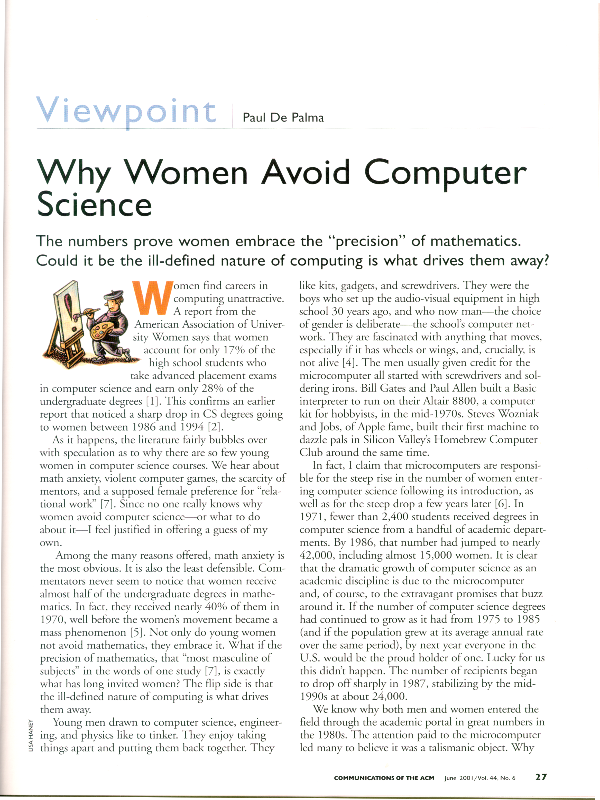 Viewpoint
Paul De Palma
Why Women Avoid Computer
Science
The numbers prove women embrace the “precision” of mathematics.
Could it be the ill-defined nature of computing is what drives them away?
Women find careers in
computing unattractive.
A report from the
American Association of Univer-
sity Women says that women
account for only 17% of the
high school students who
take advanced placement exams
in computer science and earn only 28% of the
undergraduate degrees [1]. This confirms an earlier
report that noticed a sharp drop in CS degrees going
to women between 1986 and 1994 [2].
As it happens, the literature fairly bubbles over
with speculation as to why there are so few young
women in computer science courses. We hear about
math anxiety, violent computer games, the scarcity of
mentors, and a supposed female preference for “rela-
tional work” [7]. Since no one really knows why
women avoid computer science—or what to do
about it—I feel justified in offering a guess of my
own.
Among the many reasons offered, math anxiety is
the most obvious. It is also the least defensible. Com-
mentators never seem to notice that women receive
almost half of the undergraduate degrees in mathe-
matics. In fact, they received nearly 40% of them in
1970, well before the women’s movement became a
mass phenomenon [5]. Not only do young women
not avoid mathematics, they embrace it. What if the
precision of mathematics, that “most masculine of
subjects” in the words of one study [7], is exactly
what has long invited women? The flip side is that
the ill-defined nature of computing is what drives
them away.
Young men drawn to computer science, engineer-
ing, and physics like to tinker. They enjoy taking
things apart and putting them back together. They
like kits, gadgets, and screwdrivers. They were the
boys who set up the audio-visual equipment in high
school 30 years ago, and who now man—the choice
of gender is deliberate—the school’s computer net-
work. They are fascinated with anything that moves,
especially if it has wheels or wings, and, crucially, is
not alive [4]. The men usually given credit for the
microcomputer all started with screwdrivers and sol-
dering irons. Bill Gates and Paul Allen built a Basic
interpreter to run on their Altair 8800, a computer
kit for hobbyists, in the mid-1970s. Steves Wozniak
and Jobs, of Apple fame, built their first machine to
dazzle pals in Silicon Valley’s Homebrew Computer
Club around the same time.
In fact, I claim that microcomputers are responsi-
ble for the steep rise in the number of women enter-
ing computer science following its introduction, as
well as for the steep drop a few years later [6]. In
1971, fewer than 2,400 students received degrees in
computer science from a handful of academic depart-
ments. By 1986, that number had jumped to nearly
42,000, including almost 15,000 women. It is clear
that the dramatic growth of computer science as an
academic discipline is due to the microcomputer
and, of course, to the extravagant promises that buzz
around it. If the number of computer science degrees
had continued to grow as it had from 1975 to 1985
(and if the population grew at its average annual rate
over the same period), by next year everyone in the
U.S. would be the proud holder of one. Lucky for us
this didn’t happen. The number of recipients began
to drop off sharply in 1987, stabilizing by the mid-
1990s at about 24,000.
We know why both men and women entered the
field through the academic portal in great numbers in
the 1980s. The attention paid to the microcomputer
led many to believe it was a talismanic object. Why
LISA HANEY
COMMUNICATIONS OF THE ACM June 2001/Vol. 44, No. 6 27